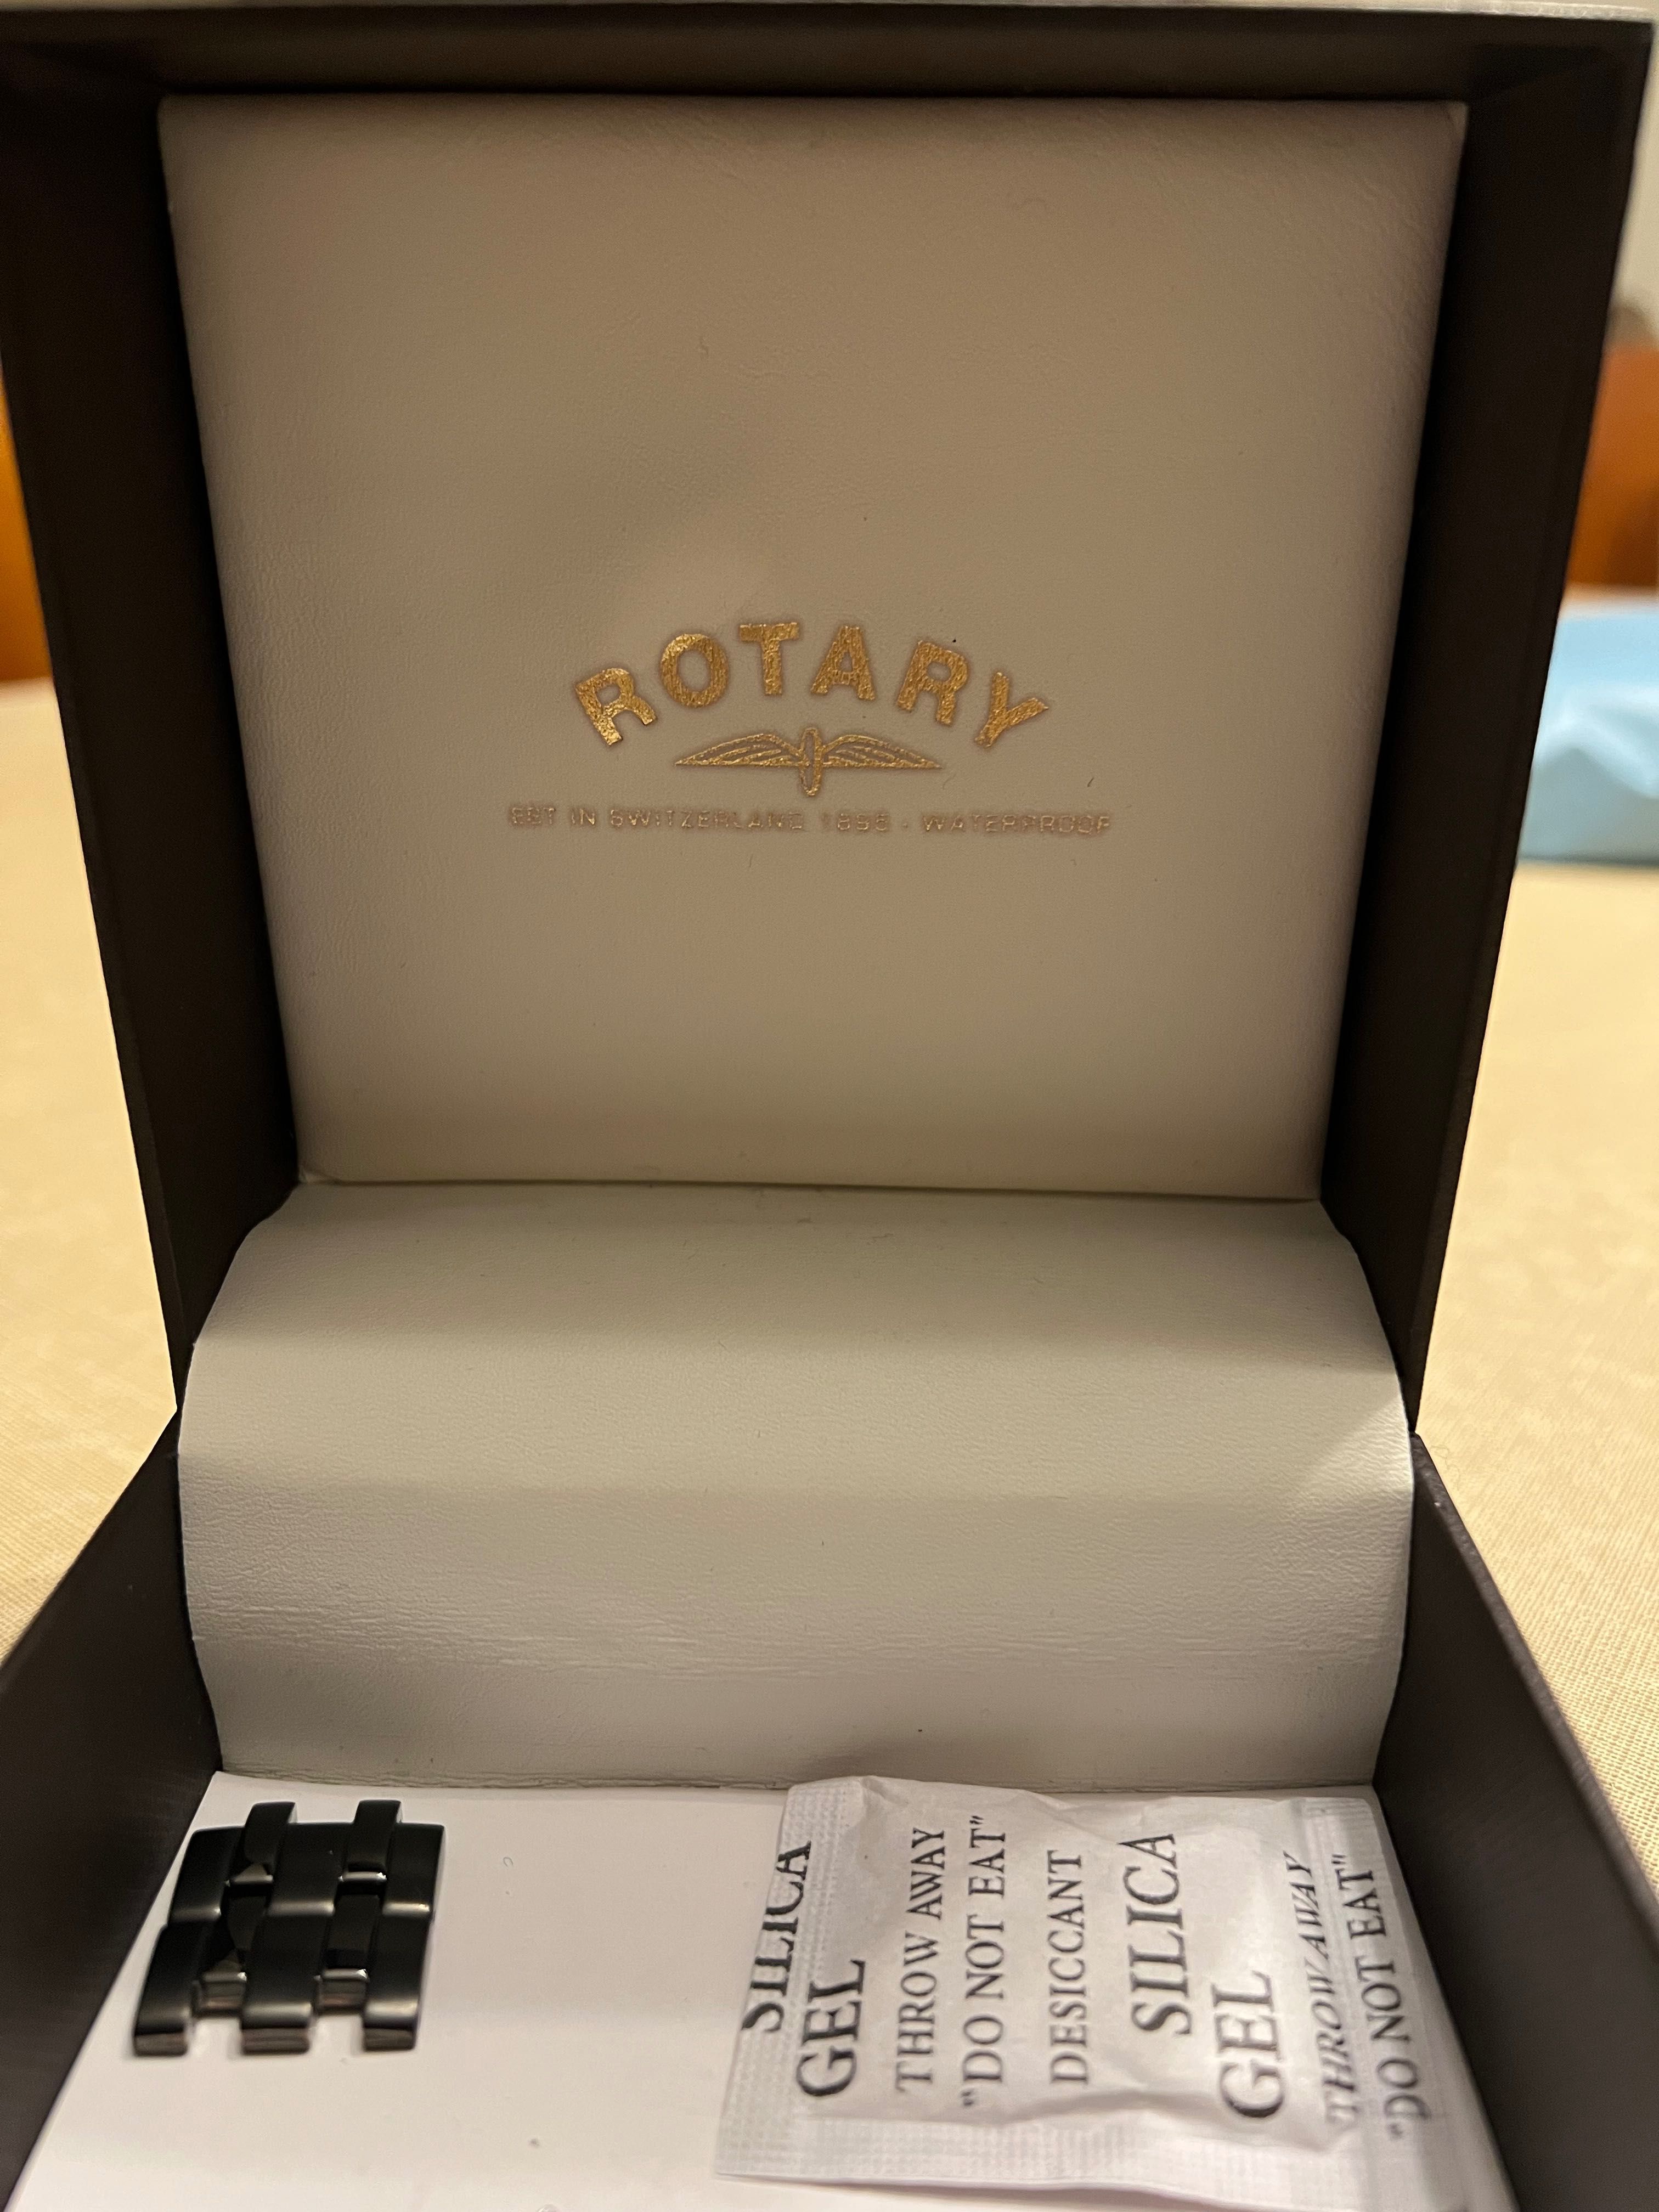 ROTARY
EST IN SWITZERLAND 1895 · WATERPROOF
SILICA
GEL
THROW AWAY
"DO NOT EAT"
DESICCANT
SILICA
GEL
THROW AWAY
"DO NOT EAT"